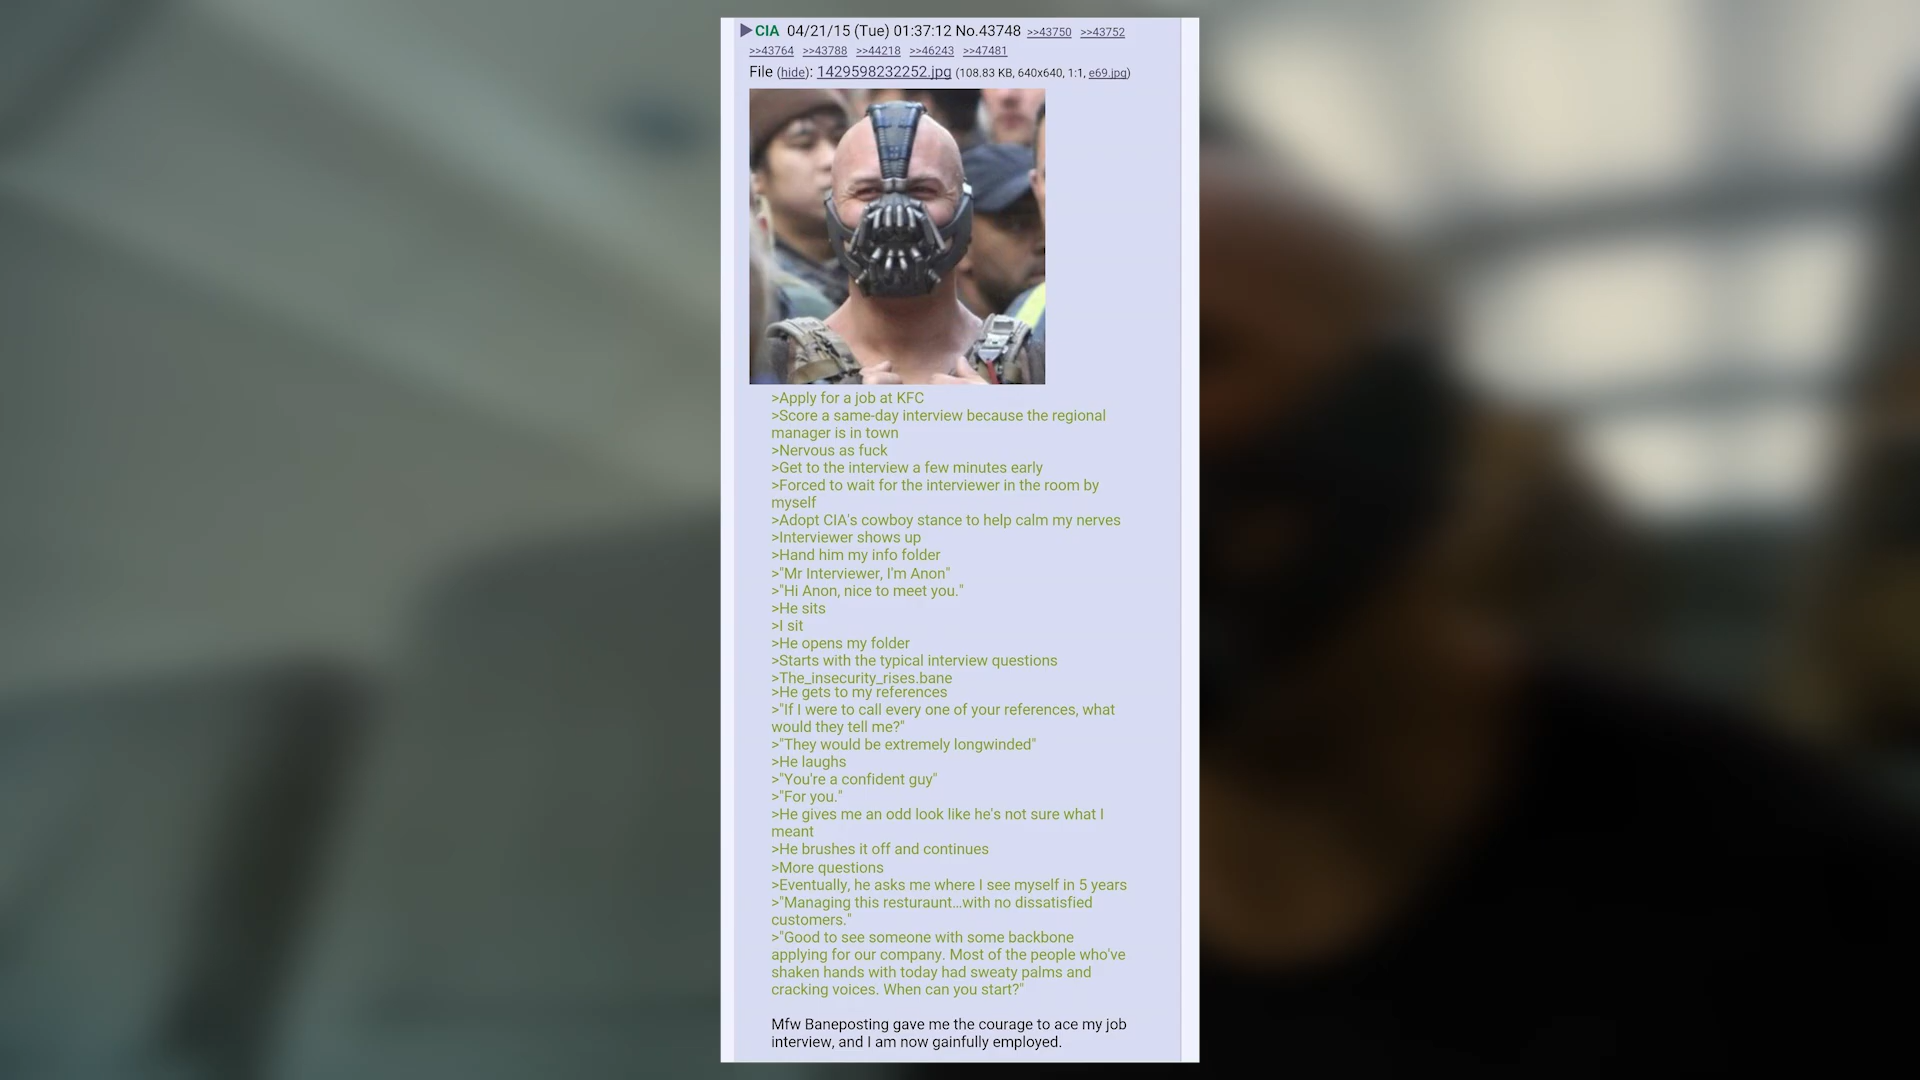 ▶CIA 04/21/15 (Tue) 01:37:12 No.43748 >>43750 >>43752
>>43764 >>43788 >>44218 >>46243 >>47481
File (hide): 1429598232252.jpg (108.83 KB, 640x640, 1:1, e69.jpg)
>Apply for a job at KFC
>Score a same-day interview because the regional
manager is in town
>Nervous as fuck
>Get to the interview a few minutes early
>Forced to wait for the interviewer in the room by
myself
>Adopt CIA's cowboy stance to help calm my nerves
>Interviewer shows up
>Hand him my info folder
>"Mr Interviewer, I'm Anon"
>"Hi Anon, nice to meet you."
>He sits
>I sit
>He opens my folder
>Starts with the typical interview questions
>The_insecurity_rises.bane
>He gets to my references
>"If I were to call every one of your references, what
would they tell me?"
>"They would be extremely longwinded"
>He laughs
>"You're a confident guy"
>"For you."
>He gives me an odd look like he's not sure what I
meant
>He brushes it off and continues
>More questions
>Eventually, he asks me where I see myself in 5 years
>"Managing this resturaunt...with no dissatisfied
customers."
>"Good to see someone with some backbone
applying for our company. Most of the people who've
shaken hands with today had sweaty palms and
cracking voices. When can you start?"
Mfw Baneposting gave me the courage to ace my job
interview, and I am now gainfully employed.